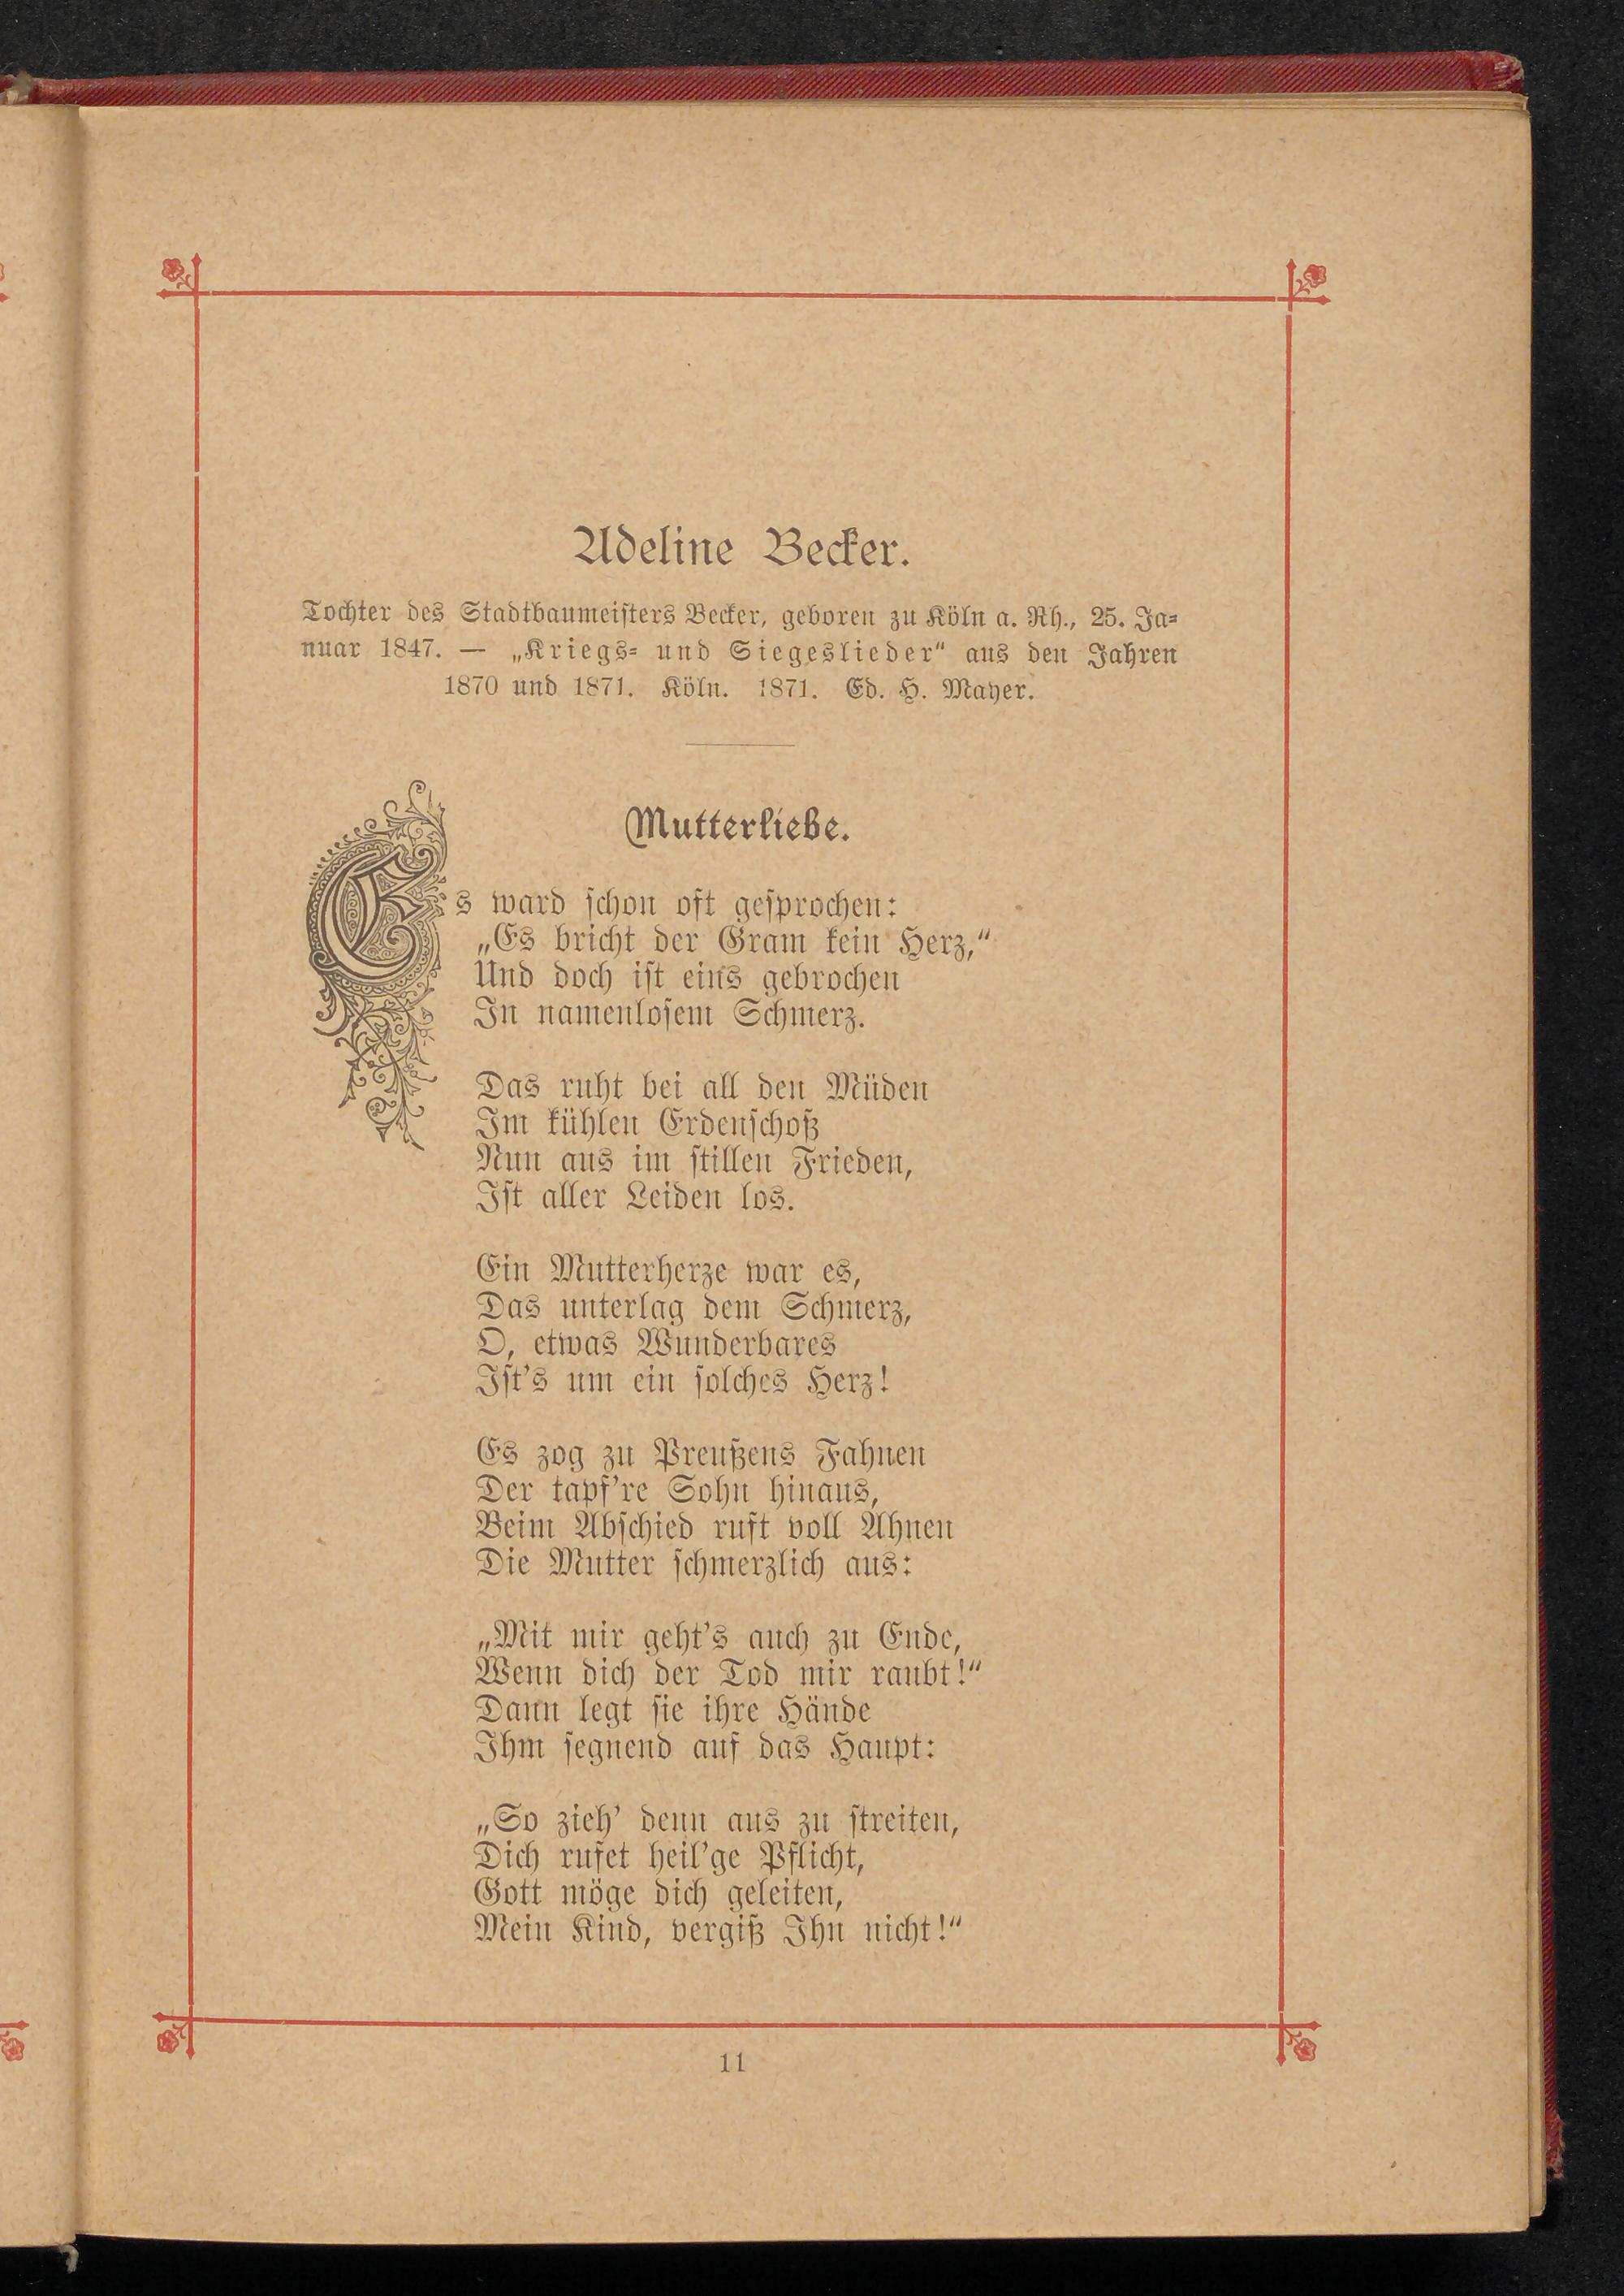 Adeline Becker.
Tochter des Stadtbaumeisters Becker, geboren zu Köln a. Rh., 25. Ja-
nuar 1847. — „Kriegs- und Siegeslieder“ aus den Jahren
1870 und 1871. Köln. 1871. Ed. H. Mayer.
Mutterliebe.
Es ward schon oft gesprochen:
„Es bricht der Gram kein Herz,“
Und doch ist eins gebrochen
In namenlosem Schmerz.
Das ruht bei all den Müden
Im kühlen Erdenschoß
Nun aus im stillen Frieden,
Ist aller Leiden los.
Ein Mutterherze war es,
Das unterlag dem Schmerz,
O, etwas Wunderbares
Ist's um ein solches Herz!
Es zog zu Preußens Fahnen
Der tapf're Sohn hinaus,
Beim Abschied ruft voll Ahnen
Die Mutter schmerzlich aus:
„Mit mir geht's auch zu Ende,
Wenn dich der Tod mir raubt!“
Dann legt sie ihre Hände
Ihm segnend auf das Haupt:
„So zieh' denn aus zu streiten,
Dich rufet heil'ge Pflicht,
Gott möge dich geleiten,
Mein Kind, vergiß Ihn nicht!“
11